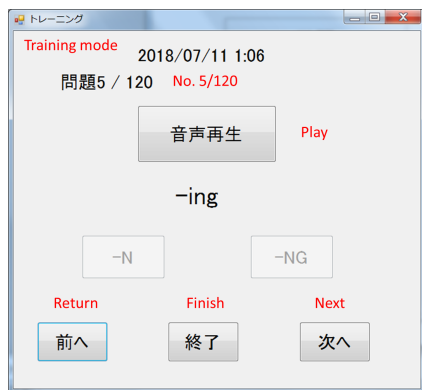 トレーニング
Training mode
2018/07/11 1:06
問題5 / 120 No. 5/120
音声再生 Play
-ing
-N -NG
Return Finish Next
前へ 終了 次へ